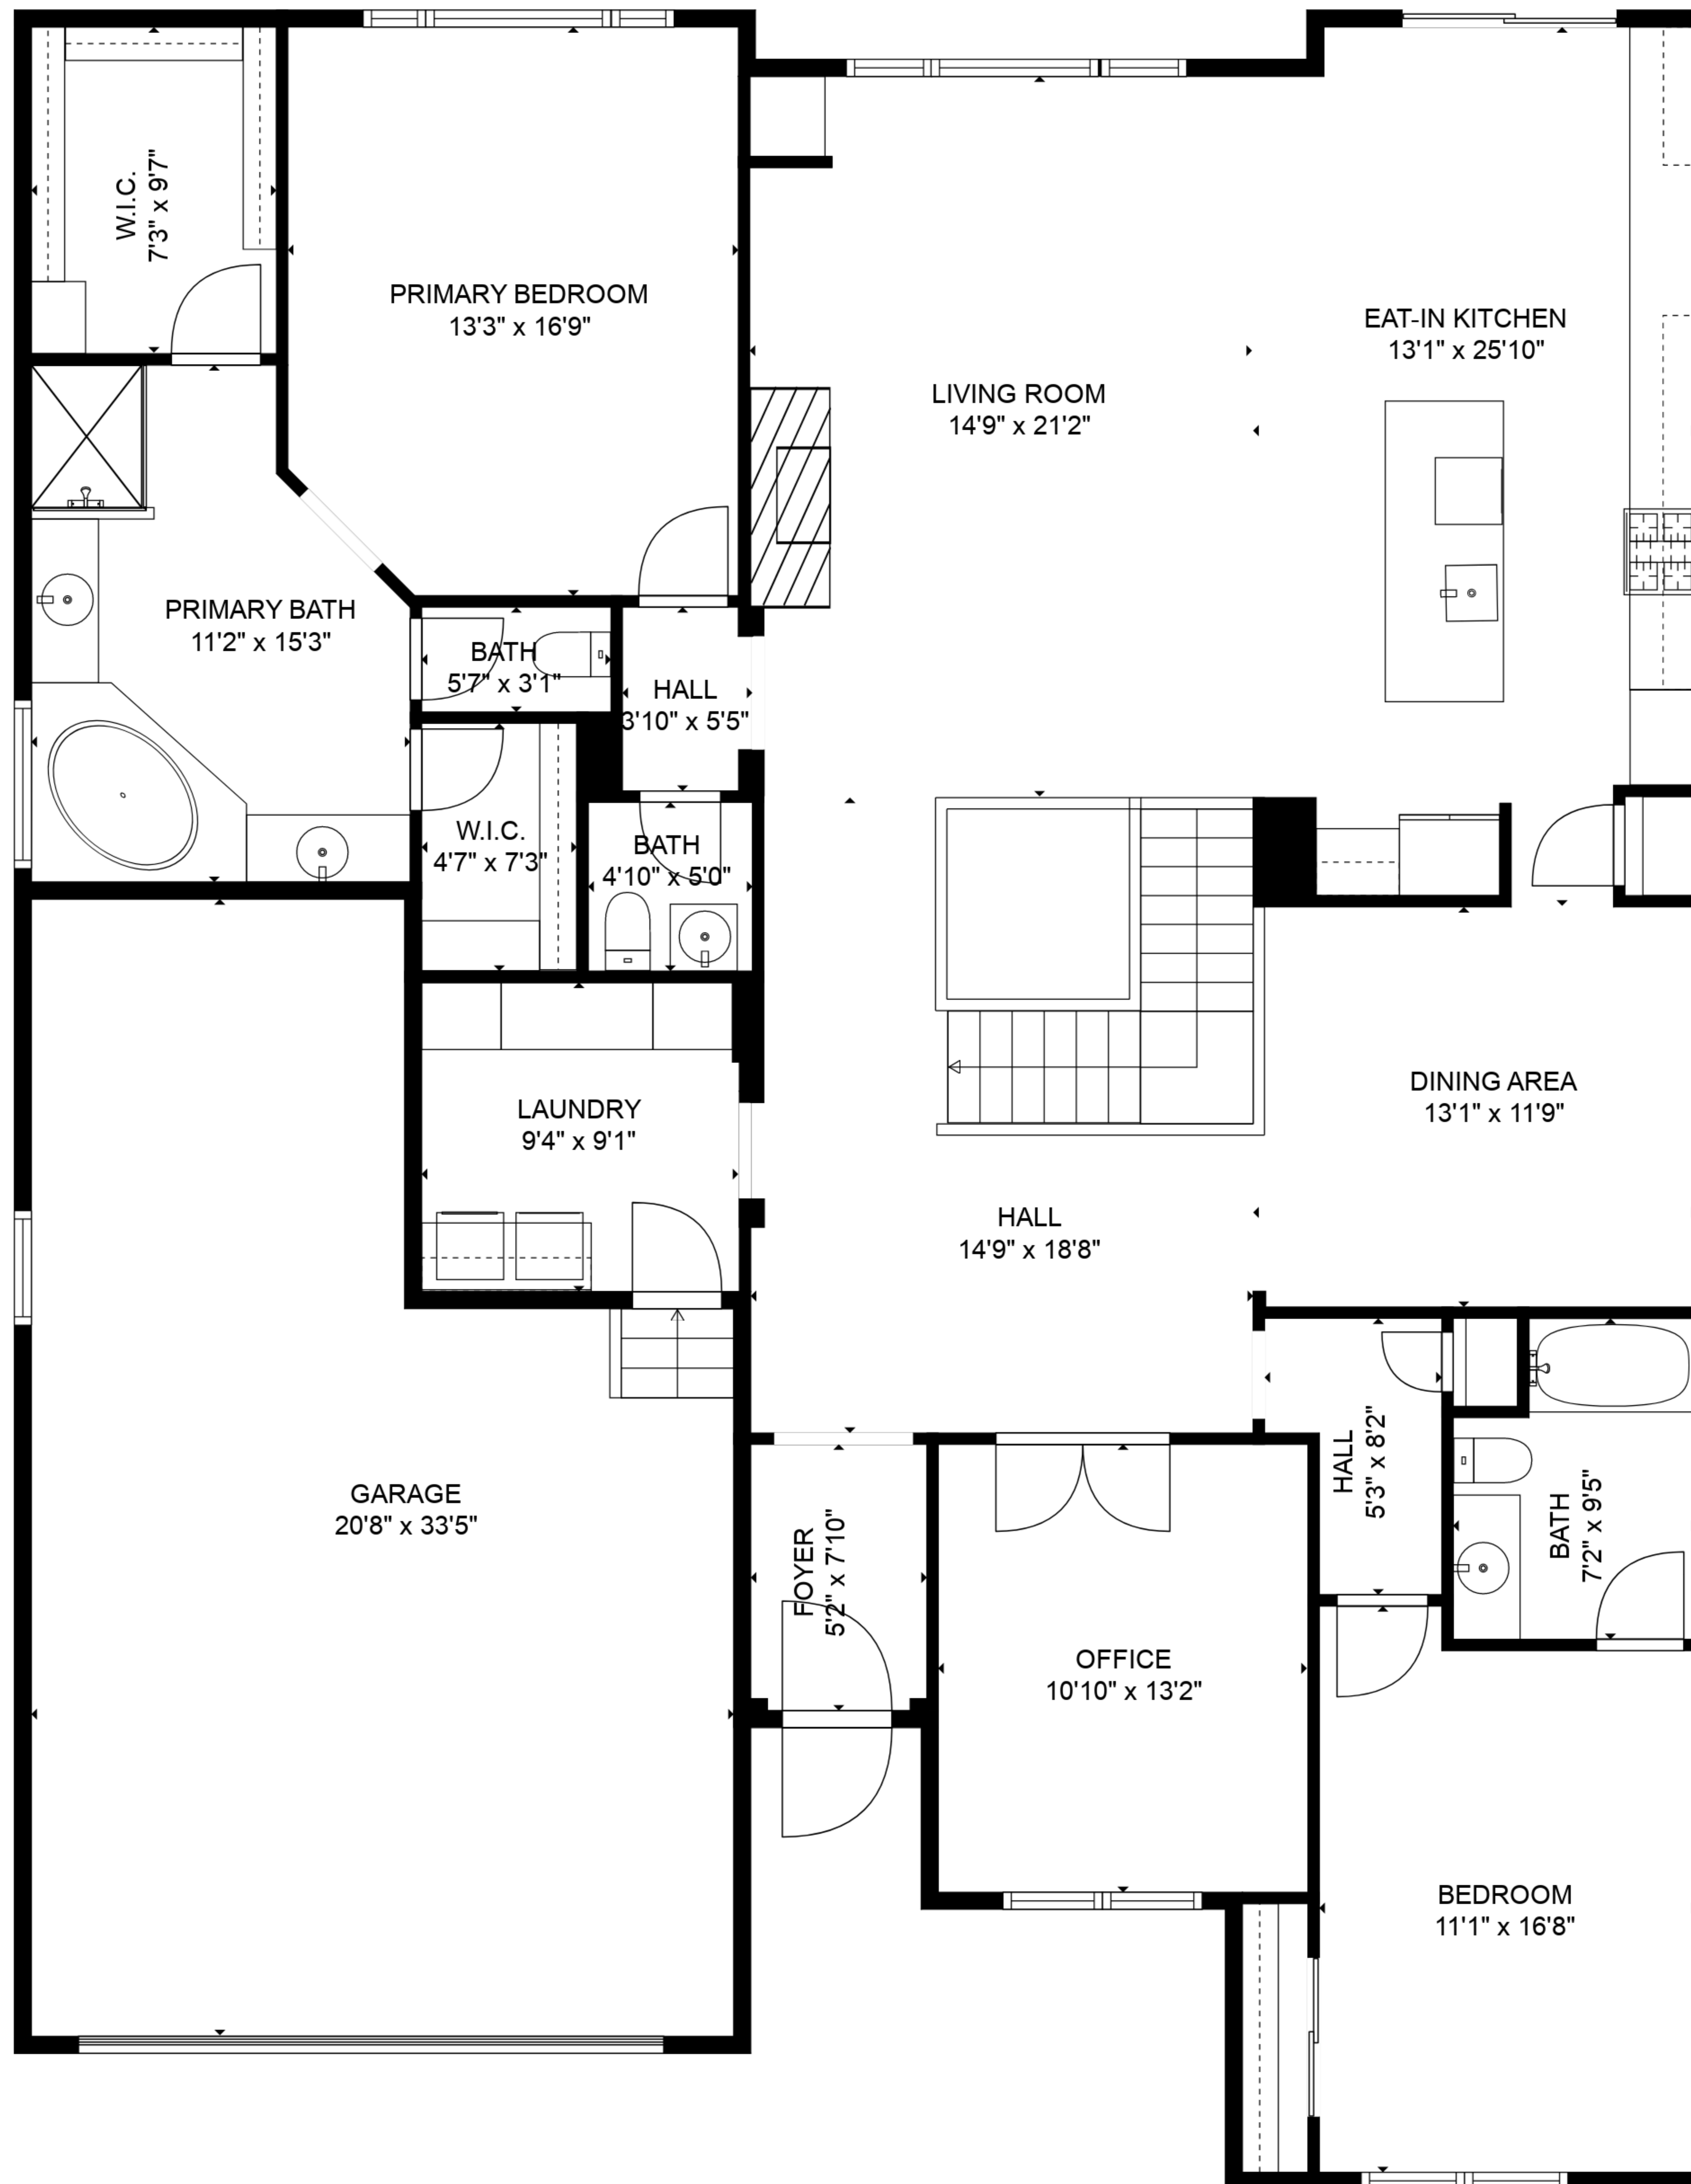 W.I.C.
7'3" x 9'7"
PRIMARY BEDROOM
13'3" x 16'9"
EAT-IN KITCHEN
13'1" x 25'10"
LIVING ROOM
14'9" x 21'2"
PRIMARY BATH
11'2" x 15'3"
BATH
5'7" x 3'1"
HALL
3'10" x 5'5"
W.I.C.
4'7" x 7'3"
BATH
4'10" x 5'0"
LAUNDRY
9'4" x 9'1"
DINING AREA
13'1" x 11'9"
HALL
14'9" x 18'8"
HALL
5'3" x 8'2"
GARAGE
20'8" x 33'5"
FOYER
5'2" x 7'10"
BATH
7'2" x 9'5"
OFFICE
10'10" x 13'2"
BEDROOM
11'1" x 16'8"